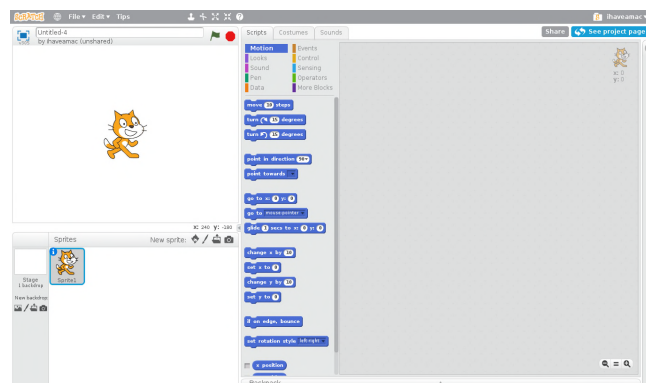 SCRATCH File▾ Edit▾ Tips ihaveamac▾
Untitled-4
by ihaveamac (unshared)
Scripts Costumes Sounds
Share See project page
Motion Events
Looks Control
Sound Sensing
Pen Operators
Data More Blocks
x: 0
y: 0
move 10 steps
turn 15 degrees
turn 15 degrees
point in direction 90▾
point towards
go to x: 0 y: 0
go to mouse-pointer
glide 1 secs to x: 0 y: 0
change x by 10
set x to 0
change y by 10
set y to 0
if on edge, bounce
set rotation style left-right
x position
X: 240 Y: -180
Sprites New sprite:
Stage
1 backdrop
New backdrop
Sprite1
Backpack